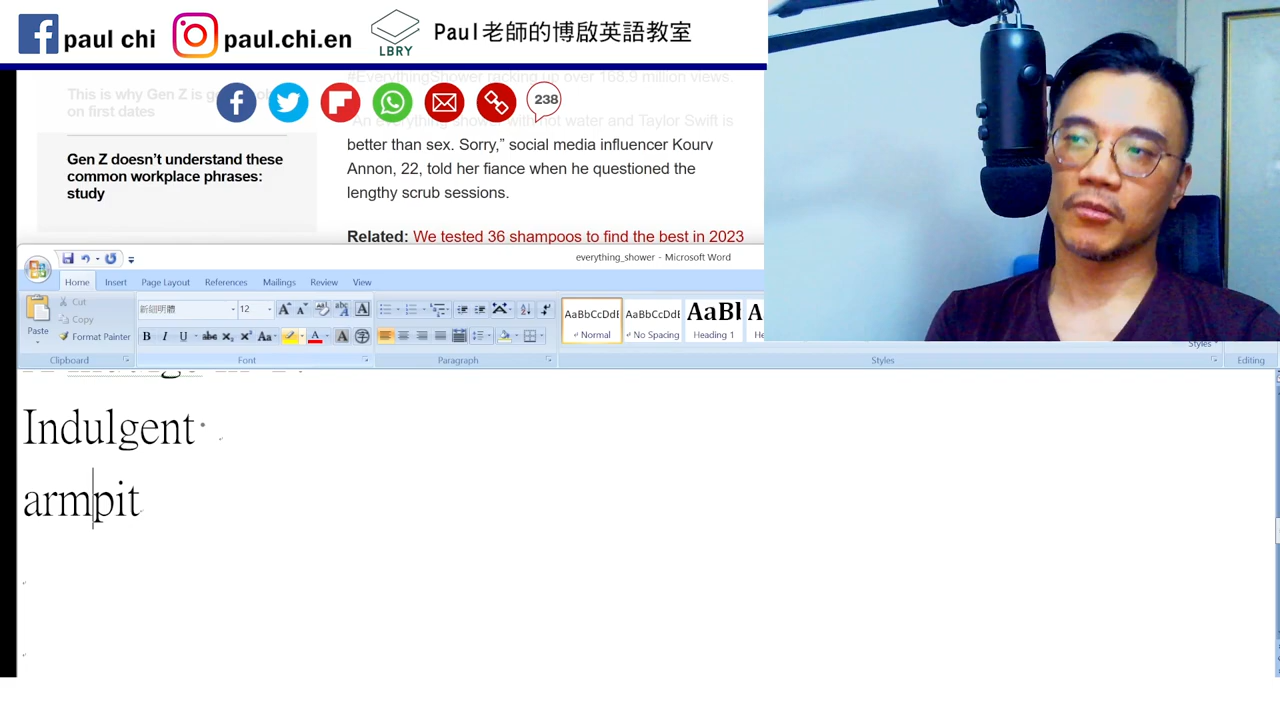 paul chi
paul.chi.en
LBRY
Paul老師的博啟英語教室
#EverythingShower racking up over 168.9 million views.
This is why Gen Z is
on first dates
238
with hot water and Taylor Swift is
Gen Z doesn't understand these
common workplace phrases:
study
better than sex. Sorry,” social media influencer Kourv
Annon, 22, told her fiance when he questioned the
lengthy scrub sessions.
Related: We tested 36 shampoos to find the best in 2023
everything_shower - Microsoft Word
Home Insert Page Layout References Mailings Review View
Paste
Cut
Copy
Format Painter
Clipboard
新細明體 12
Font
Paragraph
AaBbCcDdE AaBbCcDdE AaBl Aa
Normal No Spacing Heading 1
Styles
Styles
Editing
Indulgent
armpit